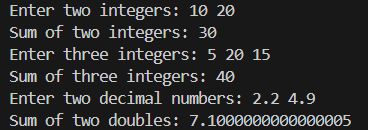 Enter two integers: 10 20
Sum of two integers: 30
Enter three integers: 5 20 15
Sum of three integers: 40
Enter two decimal numbers: 2.2 4.9
Sum of two doubles: 7.1000000000000005